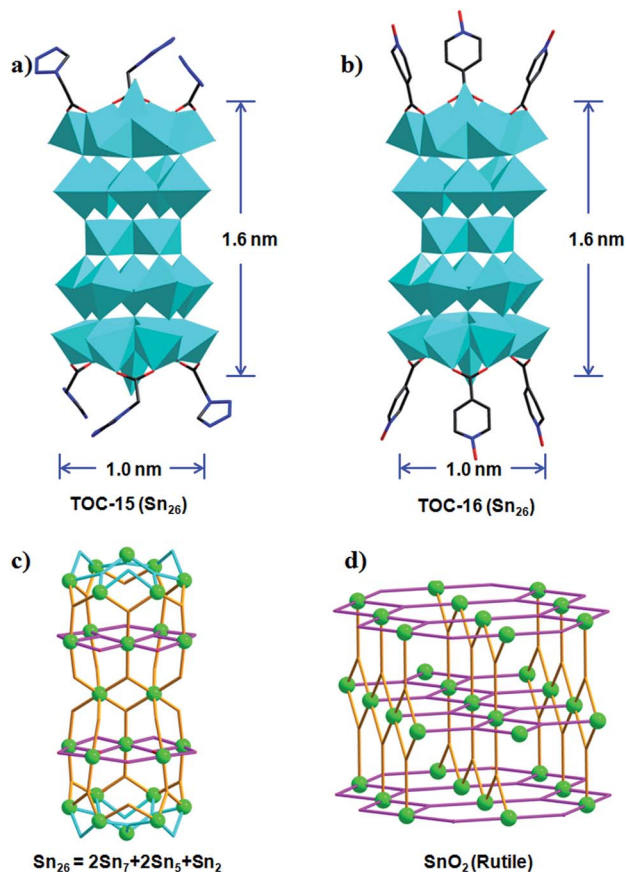 a)
b)
1.6 nm
1.6 nm
1.0 nm
1.0 nm
TOC-15 (Sn₂₆)
TOC-16 (Sn₂₆)
c)
d)
Sn₂₆ = 2Sn₇+2Sn₅+Sn₂
SnO₂ (Rutile)